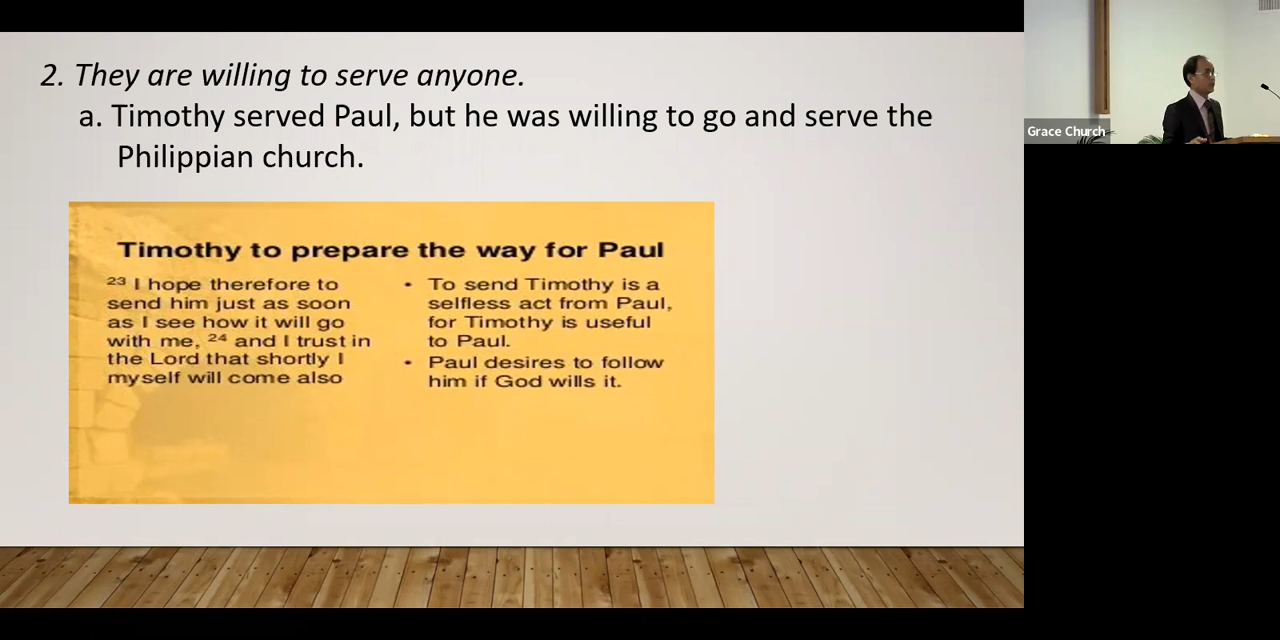 2. They are willing to serve anyone.
a. Timothy served Paul, but he was willing to go and serve the
Philippian church.
Timothy to prepare the way for Paul
²³ I hope therefore to
send him just as soon
as I see how it will go
with me, ²⁴ and I trust in
the Lord that shortly I
myself will come also
• To send Timothy is a
selfless act from Paul,
for Timothy is useful
to Paul.
• Paul desires to follow
him if God wills it.
Grace Church